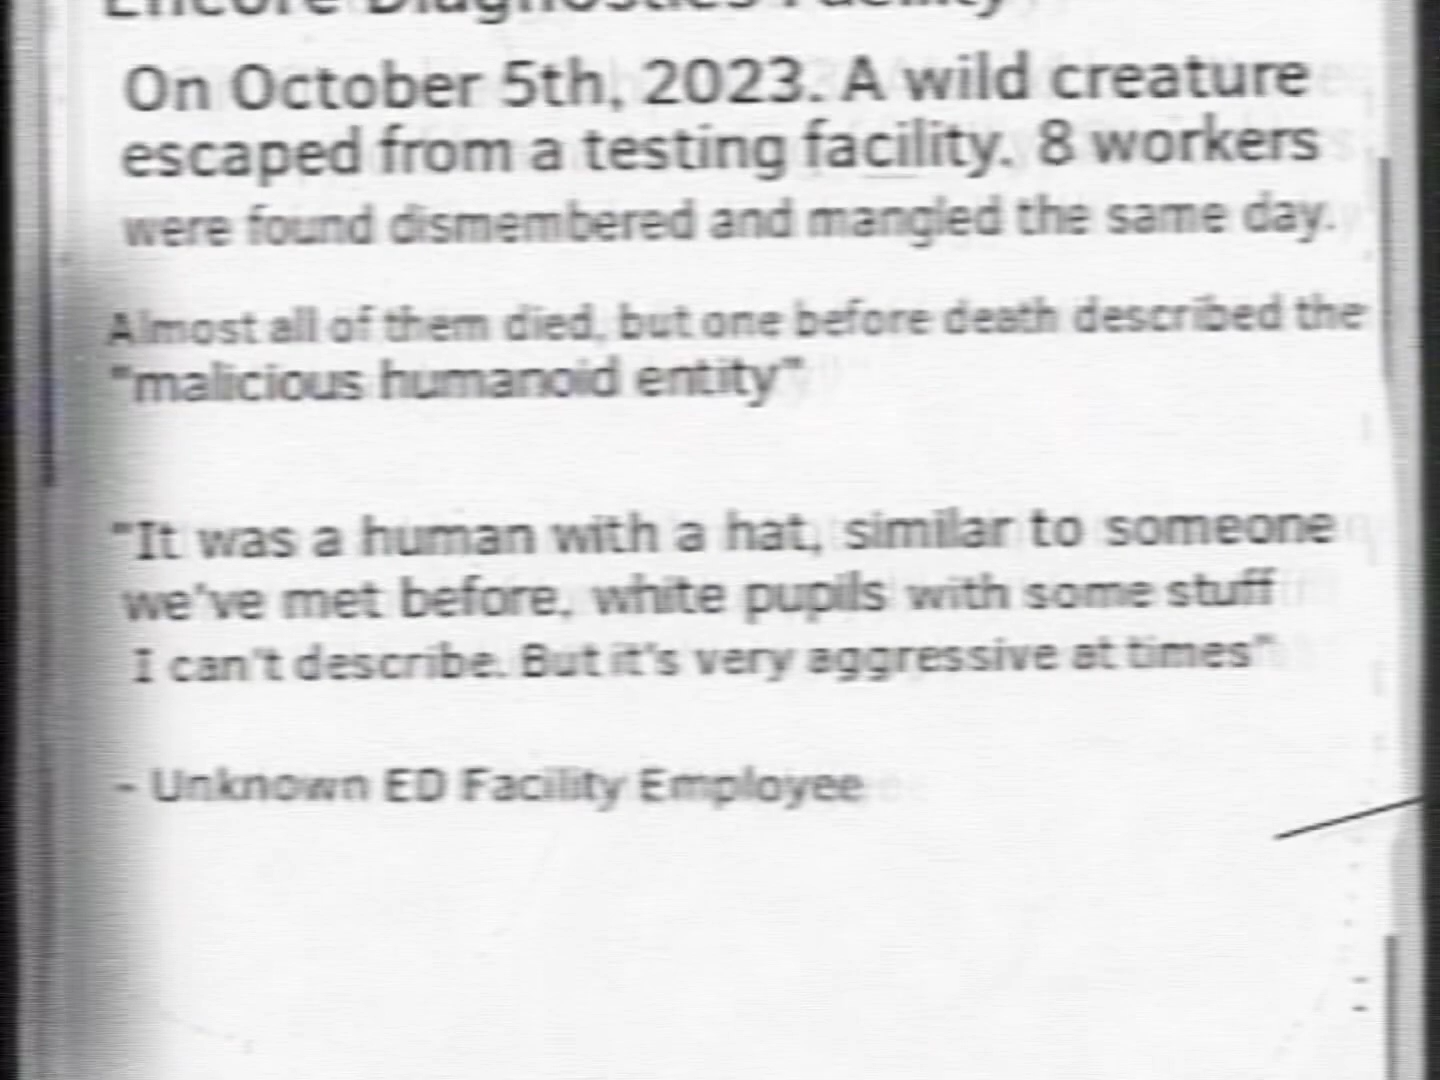 Encore Diagnostics Facility
On October 5th, 2023. A wild creature
escaped from a testing facility. 8 workers
were found dismembered and mangled the same day.
Almost all of them died, but one before death described the
"malicious humanoid entity"
"It was a human with a hat, similar to someone
we've met before, white pupils with some stuff
I can't describe. But it's very aggressive at times"
- Unknown ED Facility Employee